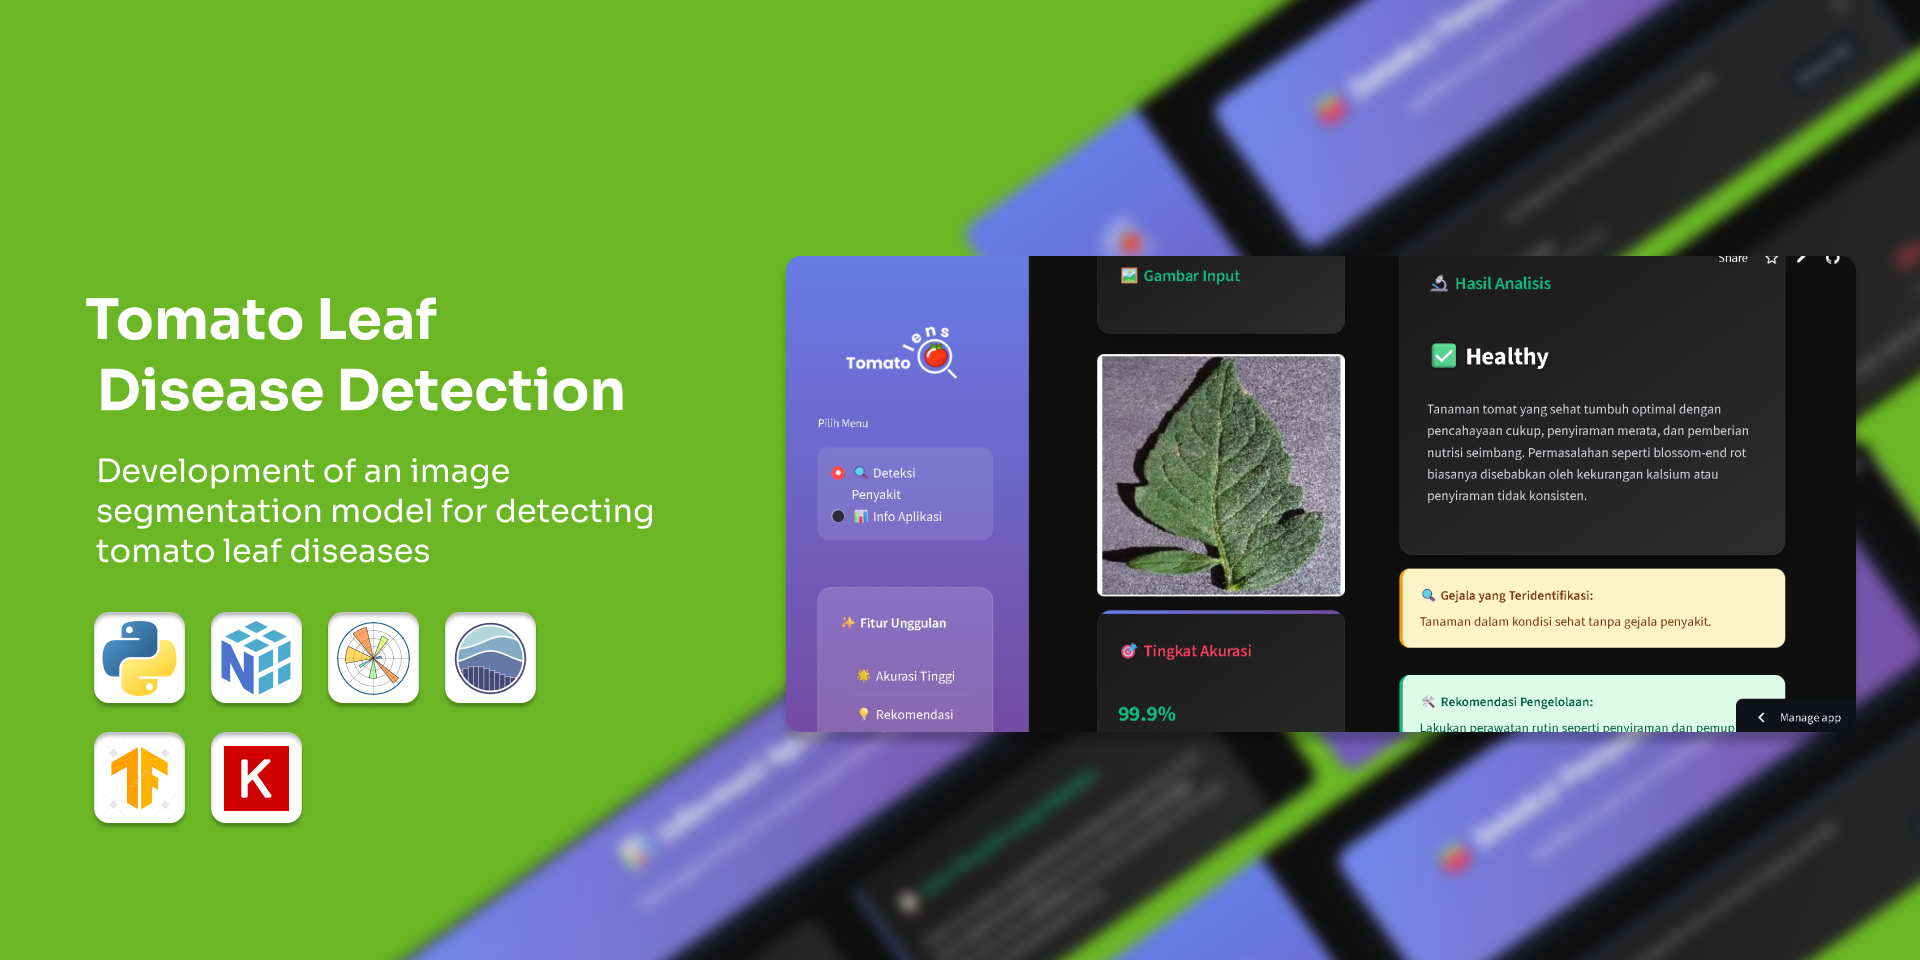 Tomato Leaf
Disease Detection
Development of an image
segmentation model for detecting
tomato leaf diseases
Tomato lens
Pilih Menu
Deteksi
Penyakit
Info Aplikasi
Fitur Unggulan
Akurasi Tinggi
Rekomendasi
Gambar Input
Tingkat Akurasi
99.9%
Share
Hasil Analisis
Healthy
Tanaman tomat yang sehat tumbuh optimal dengan
pencahayaan cukup, penyiraman merata, dan pemberian
nutrisi seimbang. Permasalahan seperti blossom-end rot
biasanya disebabkan oleh kekurangan kalsium atau
penyiraman tidak konsisten.
Gejala yang Teridentifikasi:
Tanaman dalam kondisi sehat tanpa gejala penyakit.
Rekomendasi Pengelolaan:
Lakukan perawatan rutin seperti penyiraman dan pemup
Manage app
N
TF
K